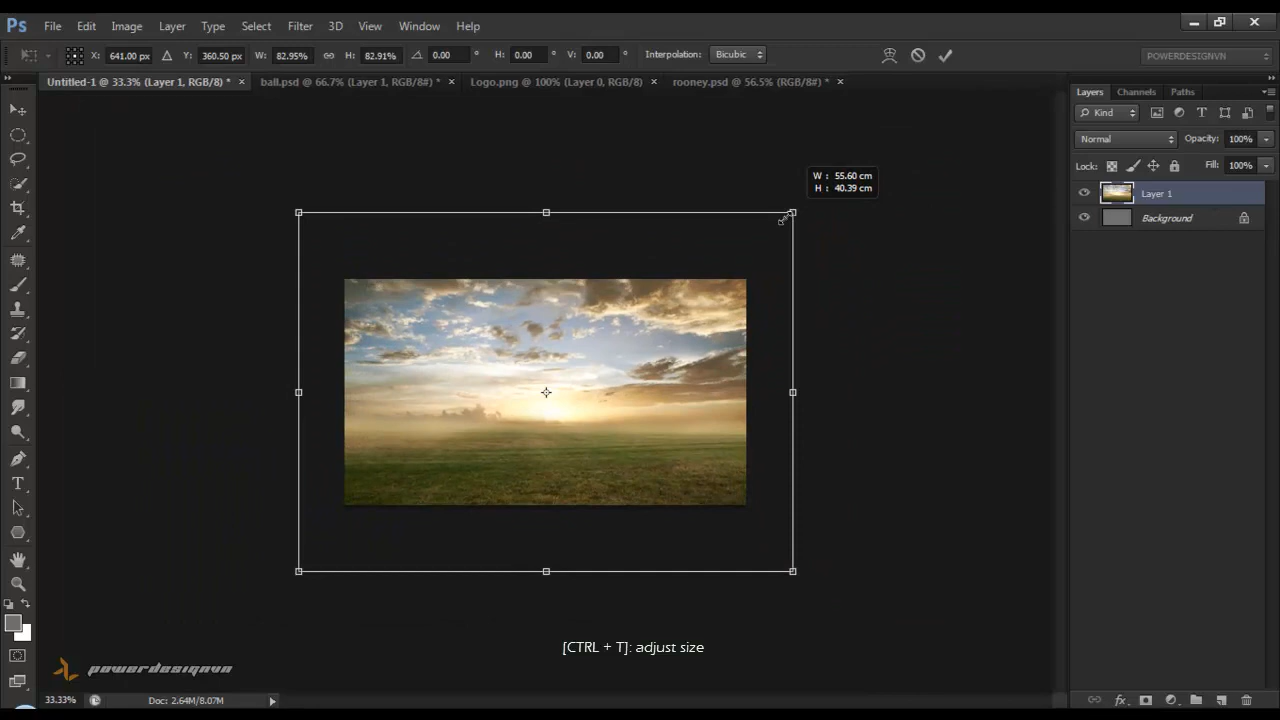 Ps File Edit Image Layer Type Select Filter 3D View Window Help
X: 641.00 px Y: 360.50 px W: 82.95% H: 82.91% 0.00 ° H: 0.00 ° V: 0.00 ° Interpolation: Bicubic POWERDESIGNVN
Untitled-1 @ 33.3% (Layer 1, RGB/8) * × ball.psd @ 66.7% (Layer 1, RGB/8#) * × Logo.png @ 100% (Layer 0, RGB/8) × rooney.psd @ 56.5% (RGB/8#) * ×
Layers Channels Paths
Kind
Normal Opacity: 100%
Lock: Fill: 100%
W : 55.60 cm
H : 40.39 cm
Layer 1
Background
[CTRL + T]: adjust size
powerdesignvn
33.33% Doc: 2.64M/8.07M